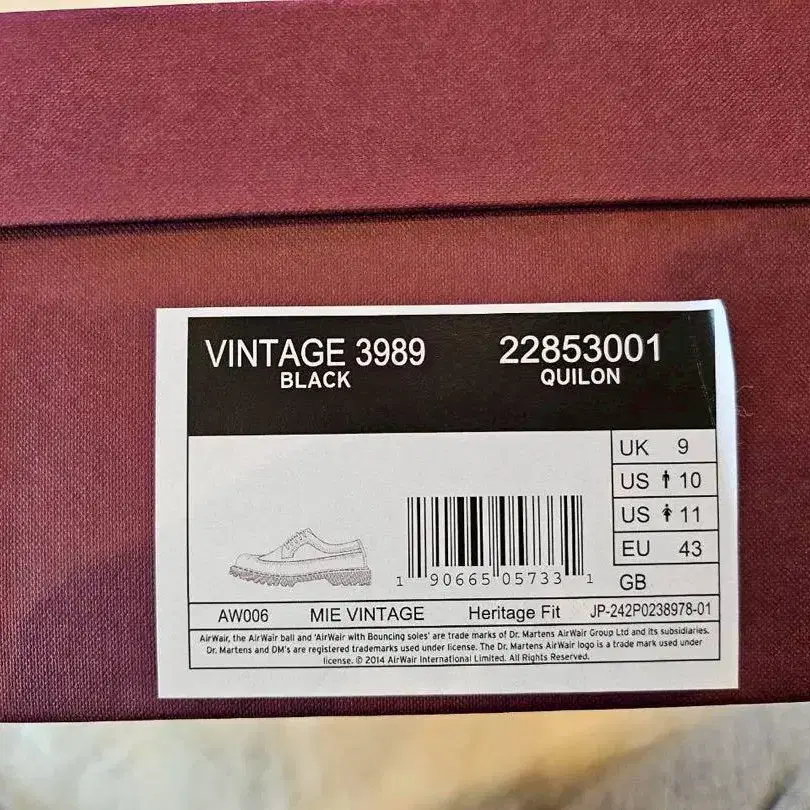 VINTAGE 3989 22853001
BLACK QUILON
UK 9
US 10
US 11
EU 43
GB
1 90665 05733 1
AW006 MIE VINTAGE Heritage Fit JP-242P0238978-01
AirWair, the AirWair ball and 'AirWair with Bouncing soles' are trade marks of Dr. Martens AirWair Group Ltd and its subsidiaries.
Dr. Martens and DM's are registered trademarks used under license. The Dr. Martens AirWair logo is a trade mark used under
license. © 2014 AirWair International Limited. All Rights Reserved.